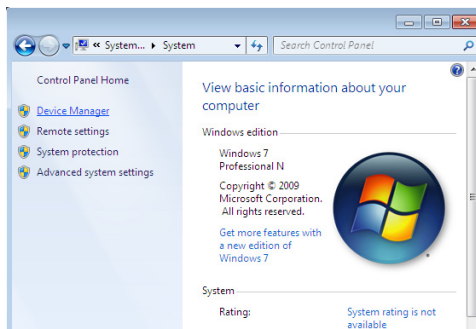 « System... ▸ System
Search Control Panel
Control Panel Home
Device Manager
Remote settings
System protection
Advanced system settings
View basic information about your
computer
Windows edition
Windows 7
Professional N
Copyright © 2009
Microsoft Corporation.
All rights reserved.
Get more features with
a new edition of
Windows 7
System
Rating:
System rating is not
available